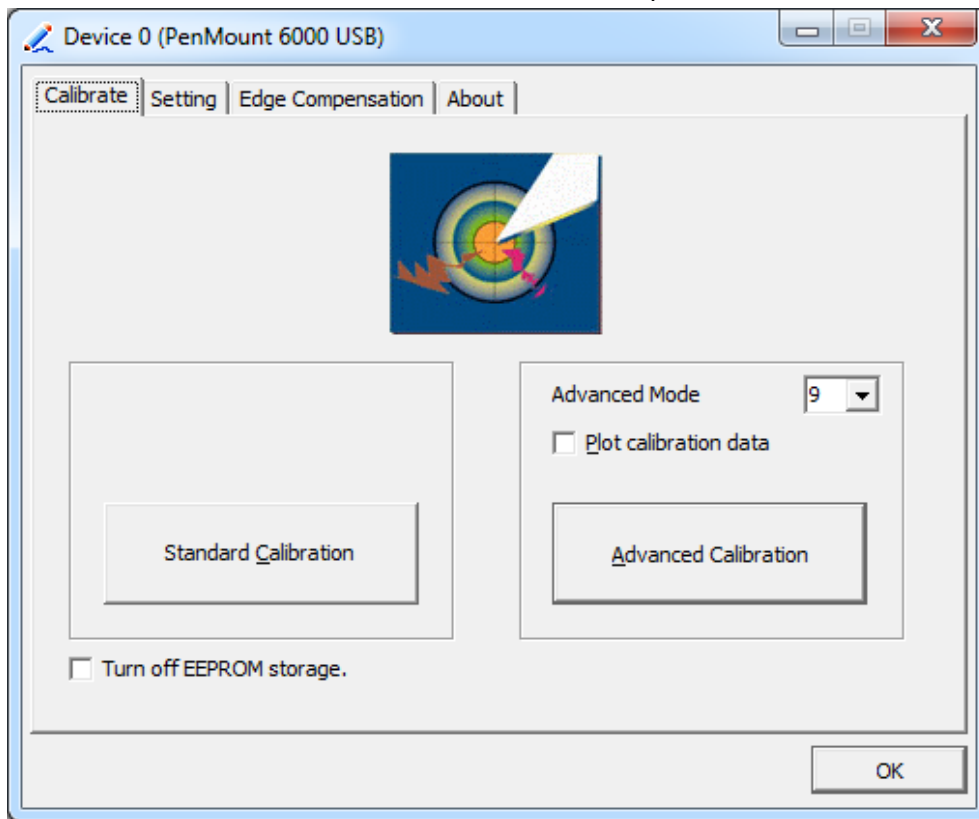 Device 0 (PenMount 6000 USB)
Calibrate Setting Edge Compensation About
Advanced Mode 9
Plot calibration data
Standard Calibration
Advanced Calibration
Turn off EEPROM storage.
OK